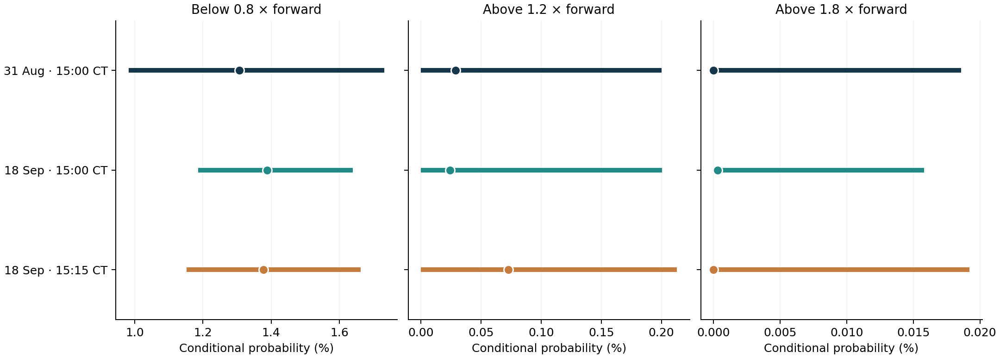 Below 0.8 × forward
Above 1.2 × forward
Above 1.8 × forward
31 Aug · 15:00 CT
18 Sep · 15:00 CT
18 Sep · 15:15 CT
1.0 1.2 1.4 1.6
0.00 0.05 0.10 0.15 0.20
0.000 0.005 0.010 0.015 0.020
Conditional probability (%)
Conditional probability (%)
Conditional probability (%)